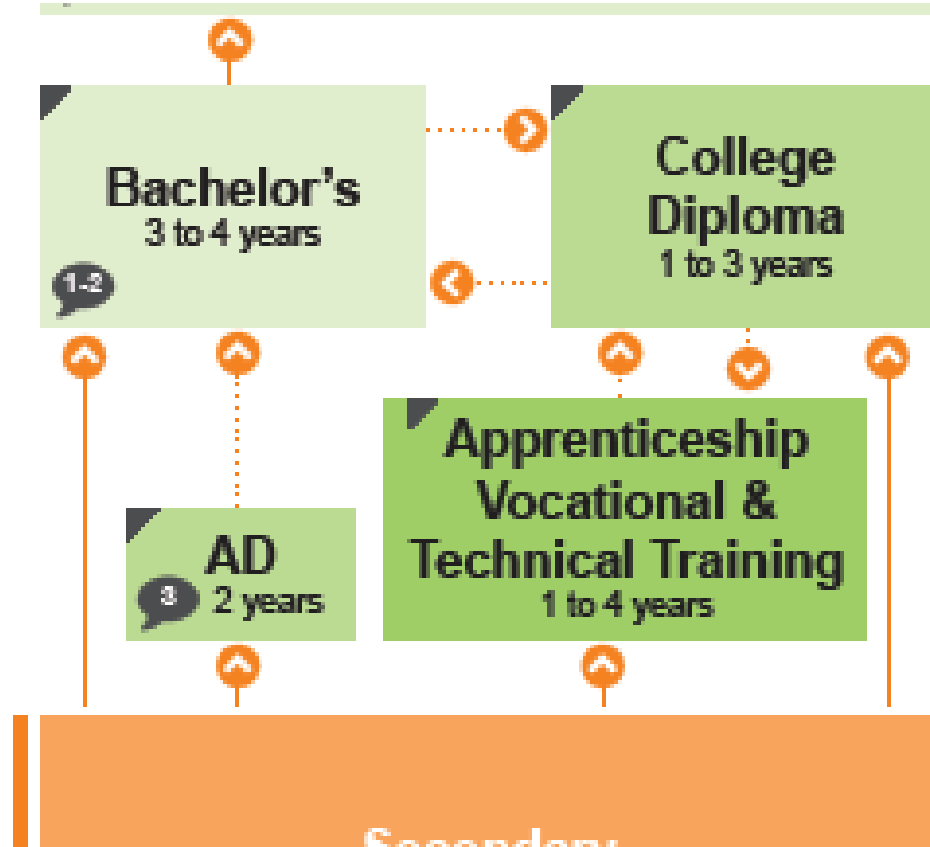 Bachelor's
3 to 4 years
1-2
College
Diploma
1 to 3 years
AD
3
2 years
Apprenticeship
Vocational &
Technical Training
1 to 4 years